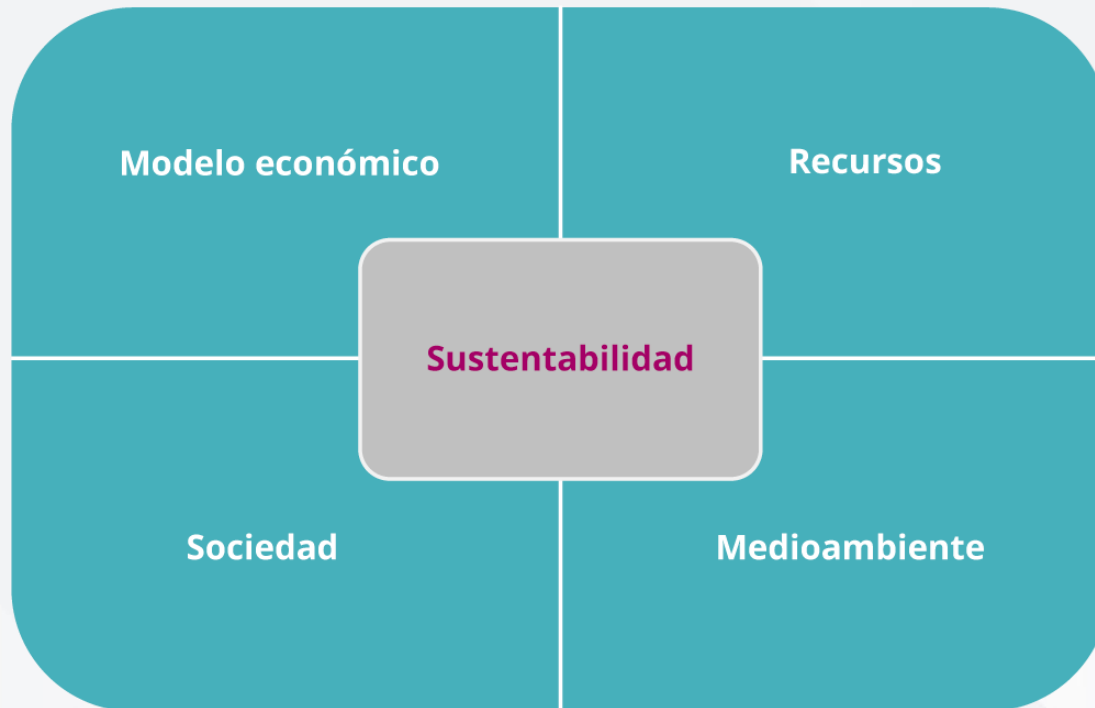 Modelo económico
Recursos
Sustentabilidad
Sociedad
Medioambiente